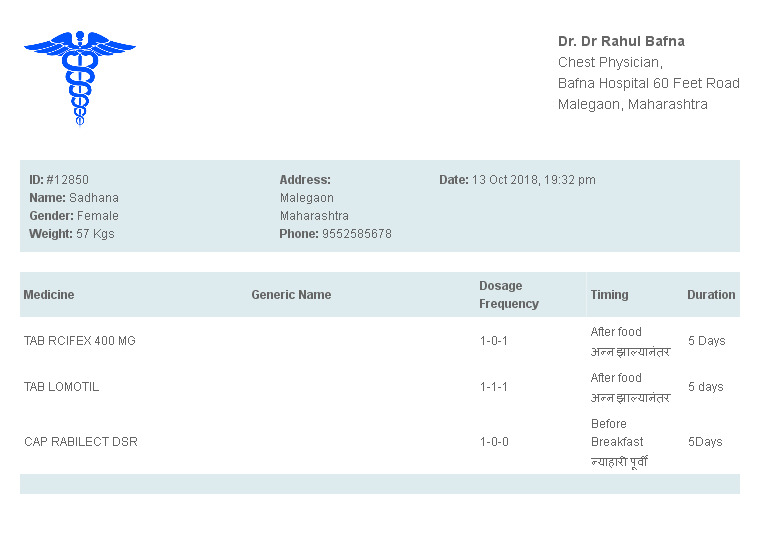 Dr. Dr Rahul Bafna
Chest Physician,
Bafna Hospital 60 Feet Road
Malegaon, Maharashtra
ID: #12850
Name: Sadhana
Gender: Female
Weight: 57 Kgs
Address:
Malegaon
Maharashtra
Phone: 9552585678
Date: 13 Oct 2018, 19:32 pm
Medicine Generic Name Dosage Frequency Timing Duration
TAB RCIFEX 400 MG 1-0-1 After food 5 Days
अन्न झाल्यानंतर
TAB LOMOTIL 1-1-1 After food 5 days
अन्न झाल्यानंतर
CAP RABILECT DSR 1-0-0 Before Breakfast 5Days
न्याहारी पूर्वी